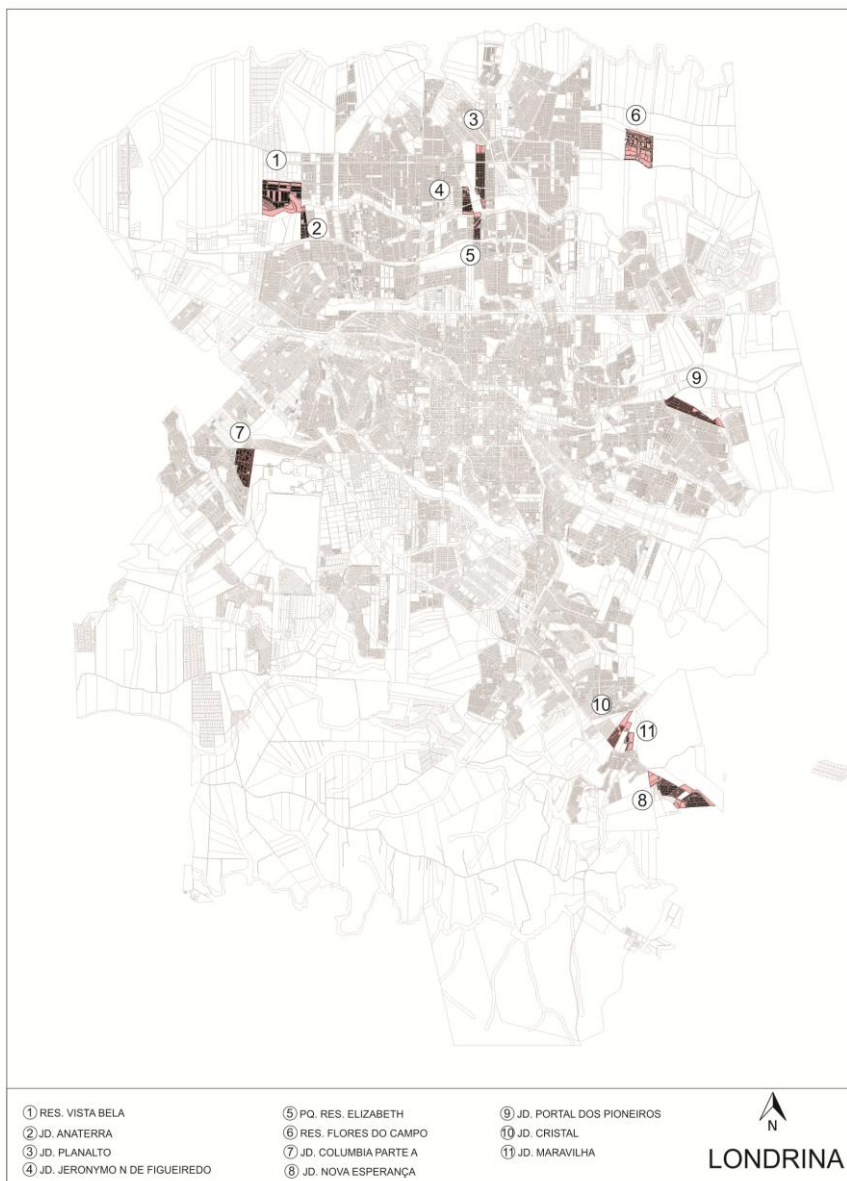 3
6
1
4
2
5
9
7
10
11
8
1 RES. VISTA BELA
2 JD. ANATERRA
3 JD. PLANALTO
4 JD. JERONYMO N DE FIGUEIREDO
5 PQ. RES. ELIZABETH
6 RES. FLORES DO CAMPO
7 JD. COLUMBIA PARTE A
8 JD. NOVA ESPERANÇA
9 JD. PORTAL DOS PIONEIROS
10 JD. CRISTAL
11 JD. MARAVILHA
N
LONDRINA